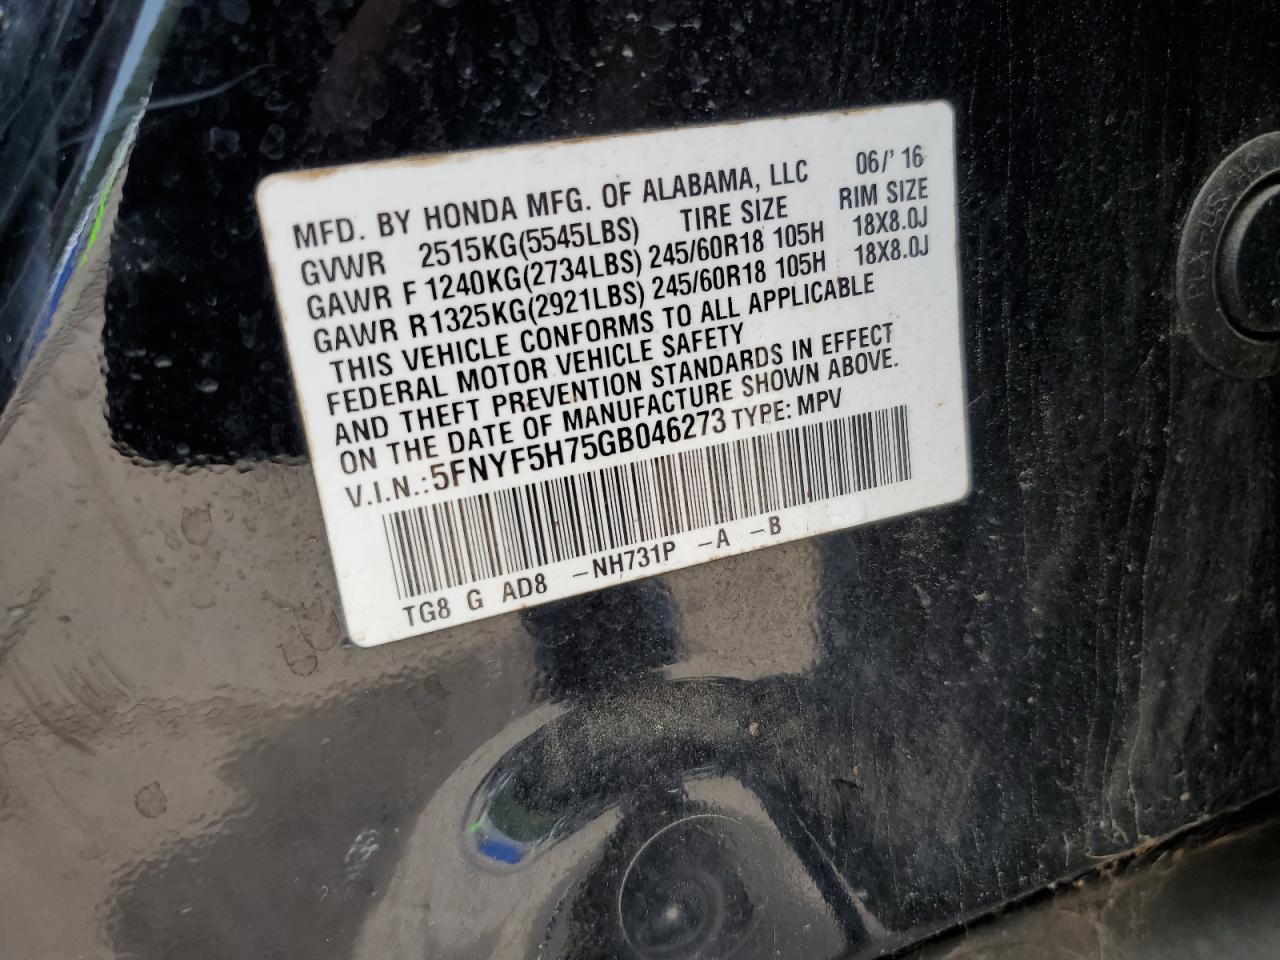 MFD. BY HONDA MFG. OF ALABAMA, LLC 06/'16
GVWR 2515KG(5545LBS) TIRE SIZE RIM SIZE
GAWR F 1240KG(2734LBS) 245/60R18 105H 18X8.0J
GAWR R1325KG(2921LBS) 245/60R18 105H 18X8.0J
THIS VEHICLE CONFORMS TO ALL APPLICABLE
FEDERAL MOTOR VEHICLE SAFETY
AND THEFT PREVENTION STANDARDS IN EFFECT
ON THE DATE OF MANUFACTURE SHOWN ABOVE.
V.I.N.:5FNYF5H75GB046273 TYPE: MPV
TG8 G AD8 -NH731P -A -B